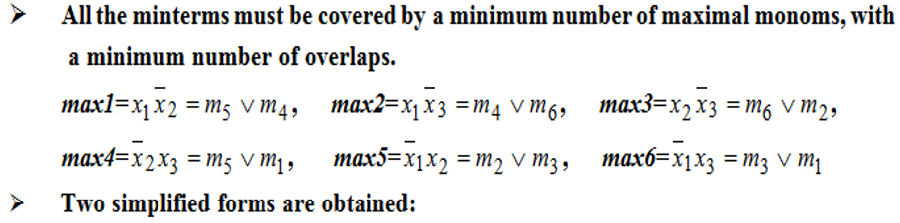 ➢ All the minterms must be covered by a minimum number of maximal monoms, with
a minimum number of overlaps.
max1=x₁x̄₂ = m₅ ∨ m₄, max2=x₁x̄₃ = m₄ ∨ m₆, max3=x₂x̄₃ = m₆ ∨ m₂,
max4=x̄₂x₃ = m₅ ∨ m₁, max5=x̄₁x₂ = m₂ ∨ m₃, max6=x̄₁x₃ = m₃ ∨ m₁
➢ Two simplified forms are obtained: